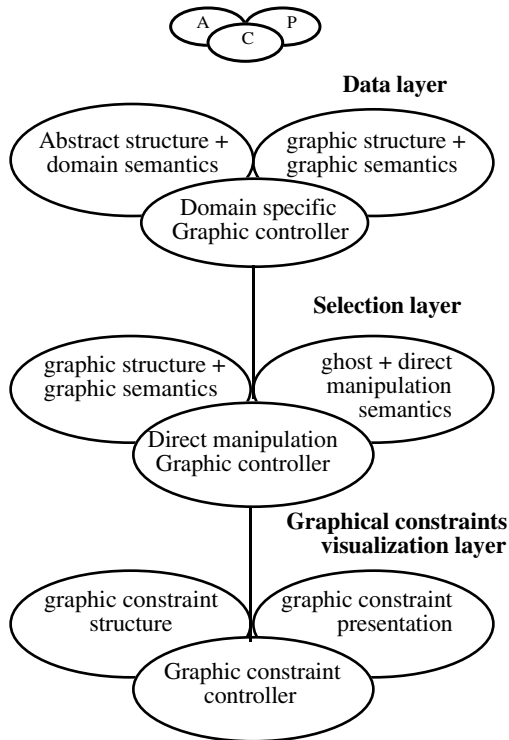 A P
C
Data layer
Abstract structure +
domain semantics
graphic structure +
graphic semantics
Domain specific
Graphic controller
Selection layer
graphic structure +
graphic semantics
ghost + direct
manipulation
semantics
Direct manipulation
Graphic controller
Graphical constraints
visualization layer
graphic constraint
structure
graphic constraint
presentation
Graphic constraint
controller